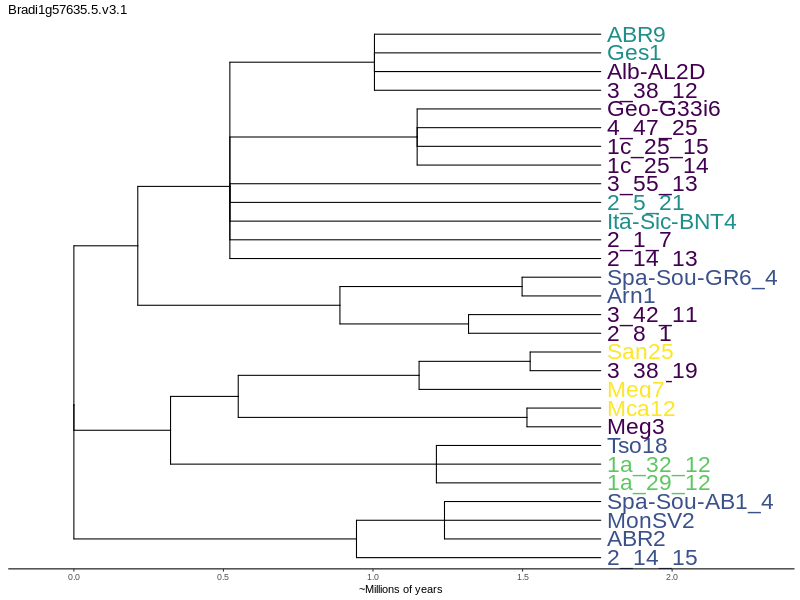 Bradi1g57635.5.v3.1
ABR9
Ges1
Alb-AL2D
3_38_12
Geo-G33i6
4_47_25
1c_25_15
1c_25_14
3_55_13
2_5_21
Ita-Sic-BNT4
2_1_7
2_14_13
Spa-Sou-GR6_4
Arn1
3_42_11
2_8_1
San25
3_38_19
Meg7
Mca12
Meg3
Tso18
1a_32_12
1a_29_12
Spa-Sou-AB1_4
MonSV2
ABR2
2_14_15
0.0 0.5 1.0 1.5 2.0
~Millions of years